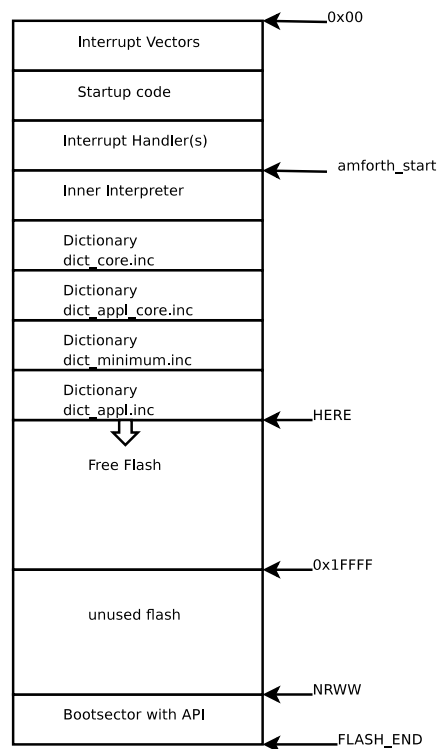 0x00
Interrupt Vectors
Startup code
Interrupt Handler(s)
amforth_start
Inner Interpreter
Dictionary
dict_core.inc
Dictionary
dict_appl_core.inc
Dictionary
dict_minimum.inc
Dictionary
dict_appl.inc
HERE
Free Flash
0x1FFFF
unused flash
NRWW
Bootsector with API
FLASH_END